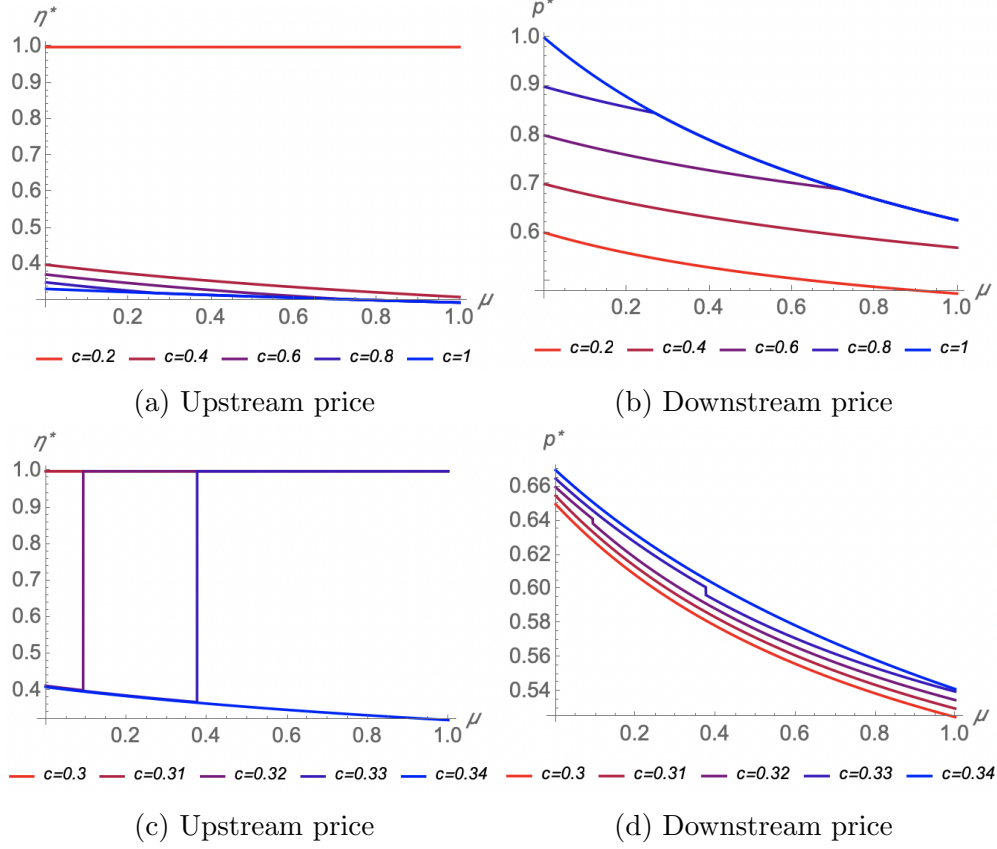 η*
1.0
0.9
0.8
0.7
0.6
0.5
0.4
0.2 0.4 0.6 0.8 1.0 μ
c=0.2 c=0.4 c=0.6 c=0.8 c=1
(a) Upstream price
p*
1.0
0.9
0.8
0.7
0.6
0.2 0.4 0.6 0.8 1.0 μ
c=0.2 c=0.4 c=0.6 c=0.8 c=1
(b) Downstream price
η*
1.0
0.9
0.8
0.7
0.6
0.5
0.4
0.2 0.4 0.6 0.8 1.0 μ
c=0.3 c=0.31 c=0.32 c=0.33 c=0.34
(c) Upstream price
p*
0.66
0.64
0.62
0.60
0.58
0.56
0.54
0.2 0.4 0.6 0.8 1.0 μ
c=0.3 c=0.31 c=0.32 c=0.33 c=0.34
(d) Downstream price